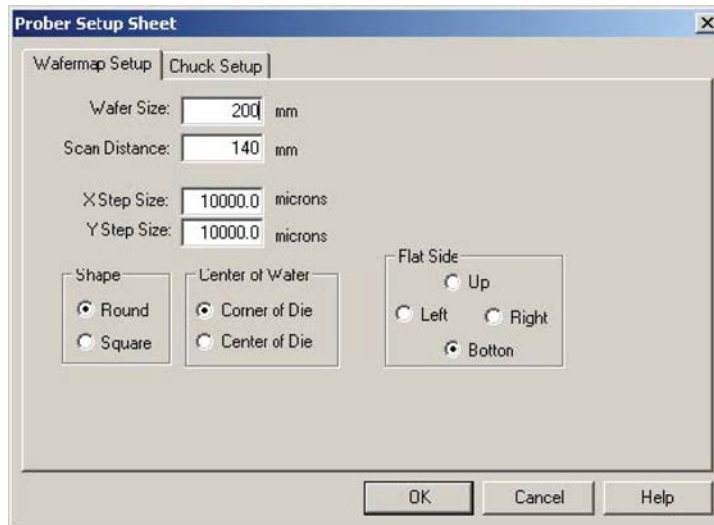 Prober Setup Sheet
Wafermap Setup Chuck Setup
Wafer Size: 200 mm
Scan Distance: 140 mm
X Step Size: 10000.0 microns
Y Step Size: 10000.0 microns
Shape
Round
Square
Center of Water
Corner of Die
Center of Die
Flat Side
Up
Left Right
Botton
OK Cancel Help